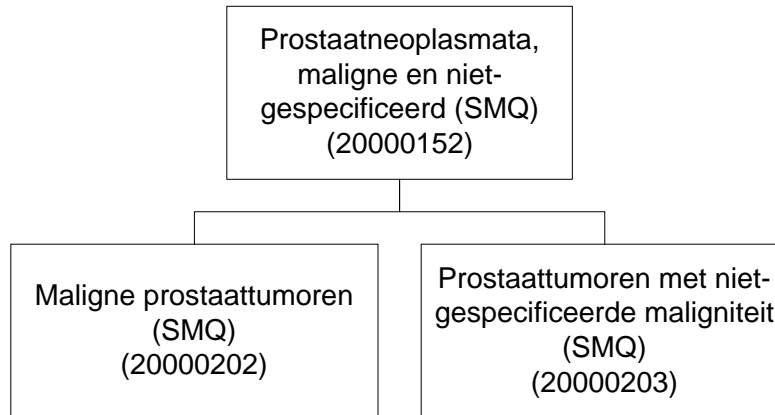 Prostaatneoplasmata,
maligne en niet-
gespecificeerd (SMQ)
(20000152)
Maligne prostaattumoren
(SMQ)
(20000202)
Prostaattumoren met niet-
gespecificeerde maligniteit
(SMQ)
(20000203)